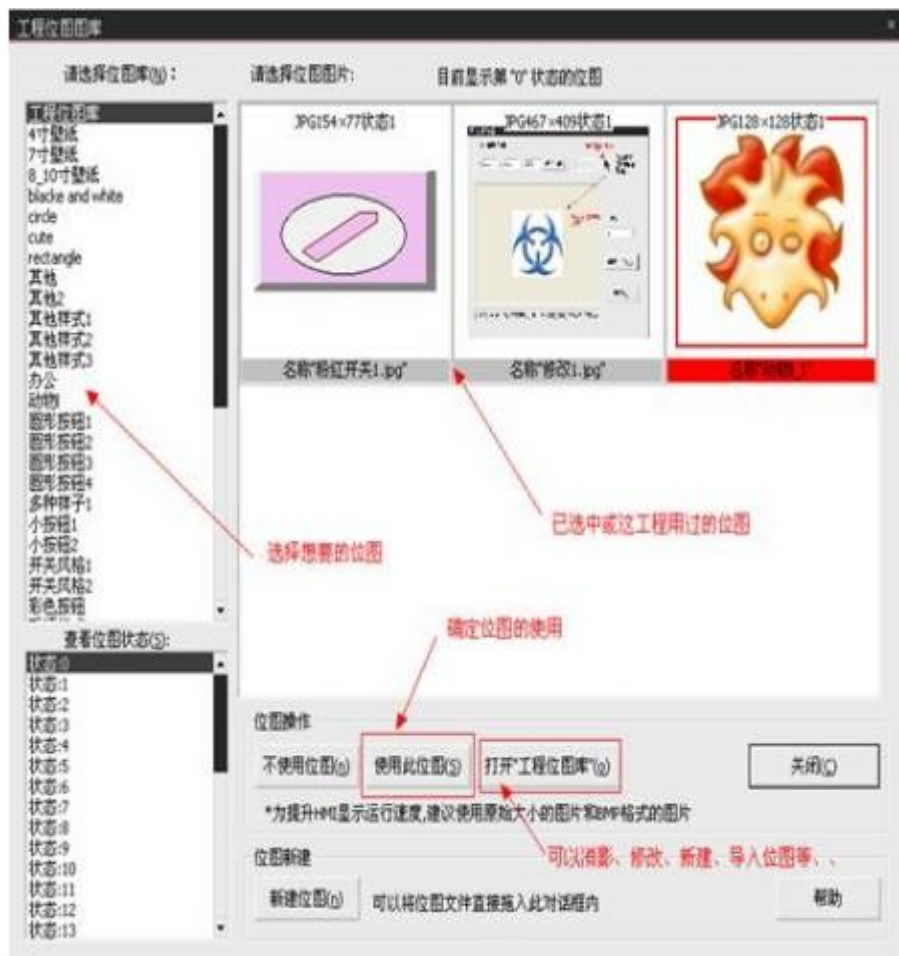 工程位图图库
请选择位图库(N):
请选择位图图片:
目前显示第"0"状态的位图
工程位图库
4寸壁纸
7寸壁纸
8_10寸壁纸
blacke and white
circle
cute
rectangle
其他
其他2
其他样式1
其他样式2
其他样式3
办公
动物
图形按钮1
图形按钮2
图形按钮3
图形按钮4
多种样子1
小按钮1
小按钮2
开关风格1
开关风格2
彩色按钮
JPG154×77状态1
JPG467×409状态1
JPG128×128状态1
名称"粉红开关1.jpg"
名称"修改1.jpg"
已选中或这工程用过的位图
选择想要的位图
确定位图的使用
查看位图状态(S):
状态:0
状态:1
状态:2
状态:3
状态:4
状态:5
状态:6
状态:7
状态:8
状态:9
状态:10
状态:11
状态:12
状态:13
位图操作
不使用位图(n)
使用此位图(S)
打开"工程位图库"(o)
关闭(C)
*为提升HMI显示运行速度,建议使用原始大小的图片和BMP格式的图片
可以消影、修改、新建、导入位图等、、
位图新建
新建位图(n)
可以将位图文件直接拖入此对话框内
帮助